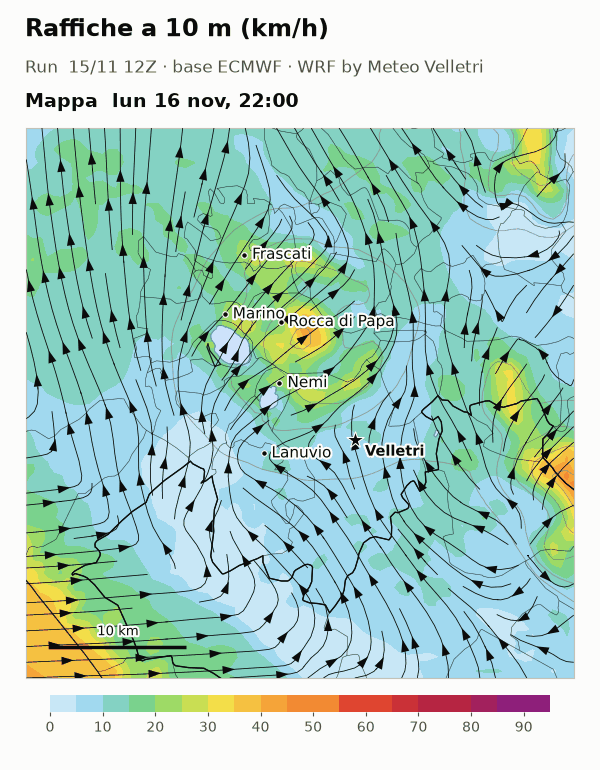 Raffiche a 10 m (km/h)
Run  15/11 12Z · base ECMWF · WRF by Meteo Velletri
Mappa  lun 16 nov, 22:00
Frascati
Marino
Rocca di Papa
Nemi
Velletri
Lanuvio
10 km
0 10 20 30 40 50 60 70 80 90